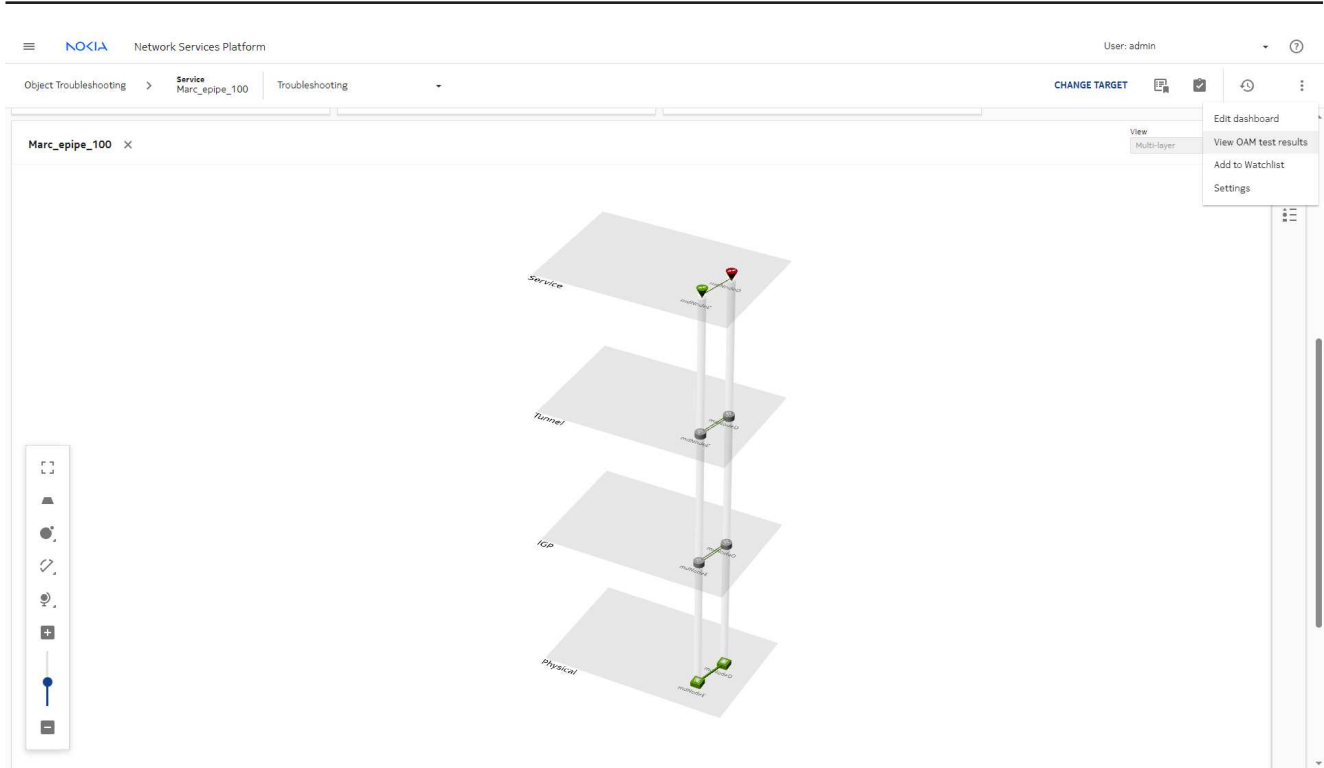 NOKIA Network Services Platform User: admin
Object Troubleshooting > Service Marc_epipe_100 Troubleshooting CHANGE TARGET
Edit dashboard
View OAM test results
Add to Watchlist
Settings
Marc_epipe_100
View
Multi-layer
Service
Tunnel
IGP
Physical